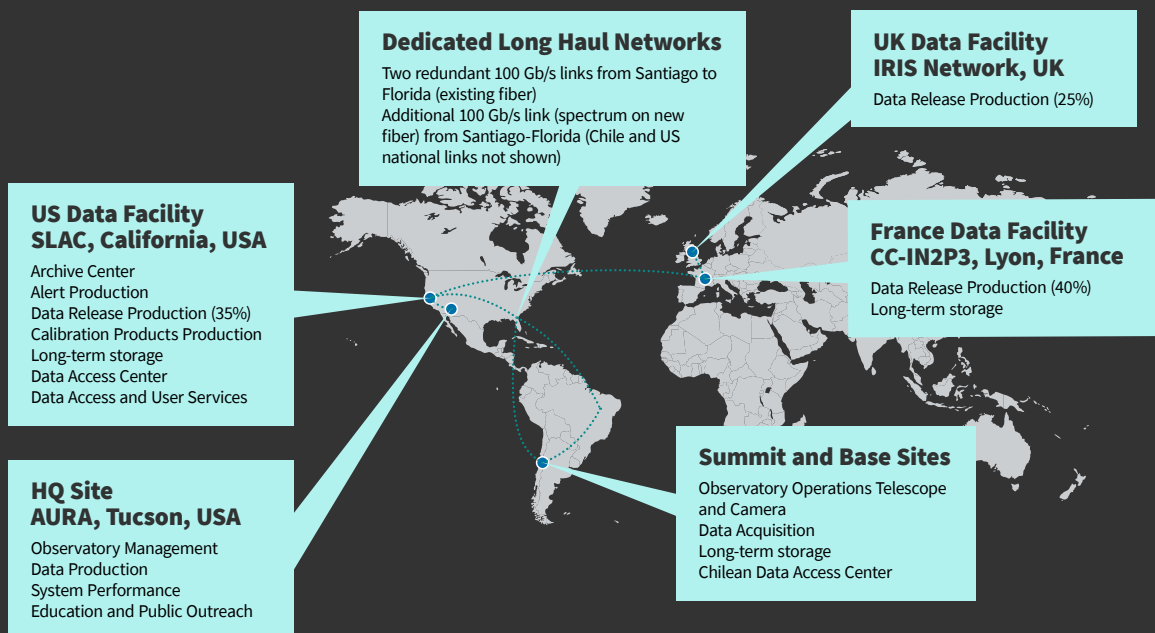 Dedicated Long Haul Networks
Two redundant 100 Gb/s links from Santiago to
Florida (existing fiber)
Additional 100 Gb/s link (spectrum on new
fiber) from Santiago-Florida (Chile and US
national links not shown)
UK Data Facility
IRIS Network, UK
Data Release Production (25%)
US Data Facility
SLAC, California, USA
Archive Center
Alert Production
Data Release Production (35%)
Calibration Products Production
Long-term storage
Data Access Center
Data Access and User Services
France Data Facility
CC-IN2P3, Lyon, France
Data Release Production (40%)
Long-term storage
HQ Site
AURA, Tucson, USA
Observatory Management
Data Production
System Performance
Education and Public Outreach
Summit and Base Sites
Observatory Operations Telescope
and Camera
Data Acquisition
Long-term storage
Chilean Data Access Center